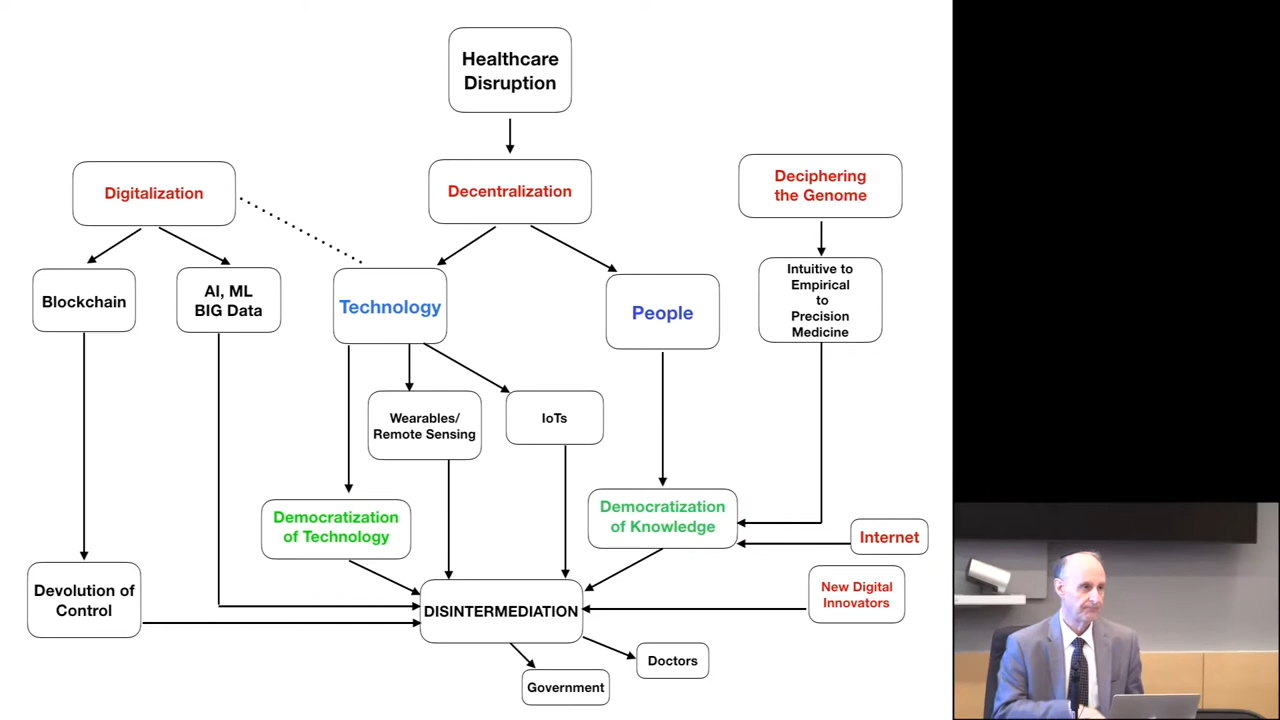 Healthcare
Disruption
Digitalization
Decentralization
Deciphering
the Genome
Blockchain
AI, ML
BIG Data
Technology
People
Intuitive to
Empirical
to
Precision
Medicine
Wearables/
Remote Sensing
IoTs
Democratization
of Technology
Democratization
of Knowledge
Internet
Devolution of
Control
DISINTERMEDIATION
New Digital
Innovators
Doctors
Government